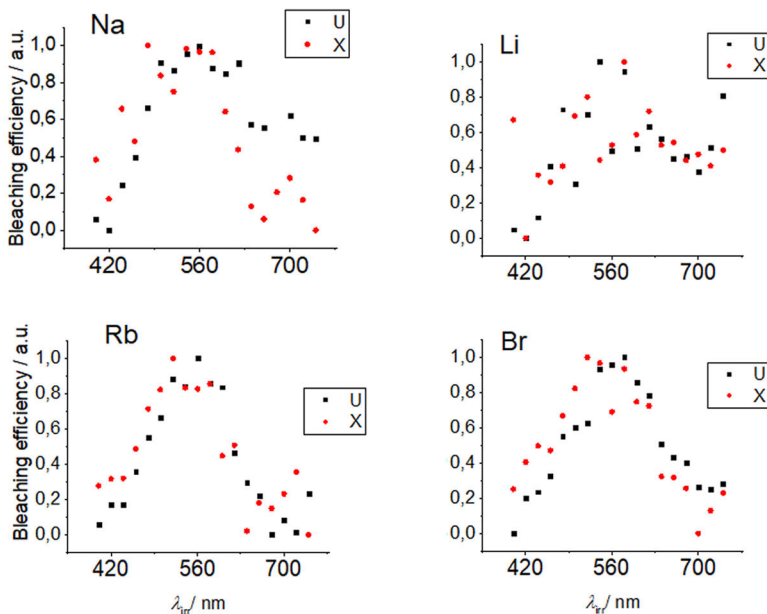 Na
U
X
Bleaching efficiency / a.u.
1,0
0,8
0,6
0,4
0,2
0,0
420 560 700
Li
U
X
1,0
0,8
0,6
0,4
0,2
0,0
420 560 700
Rb
U
X
Bleaching efficiency / a.u.
1,0
0,8
0,6
0,4
0,2
0,0
420 560 700
λirr/ nm
Br
U
X
1,0
0,8
0,6
0,4
0,2
0,0
420 560 700
λirr/ nm